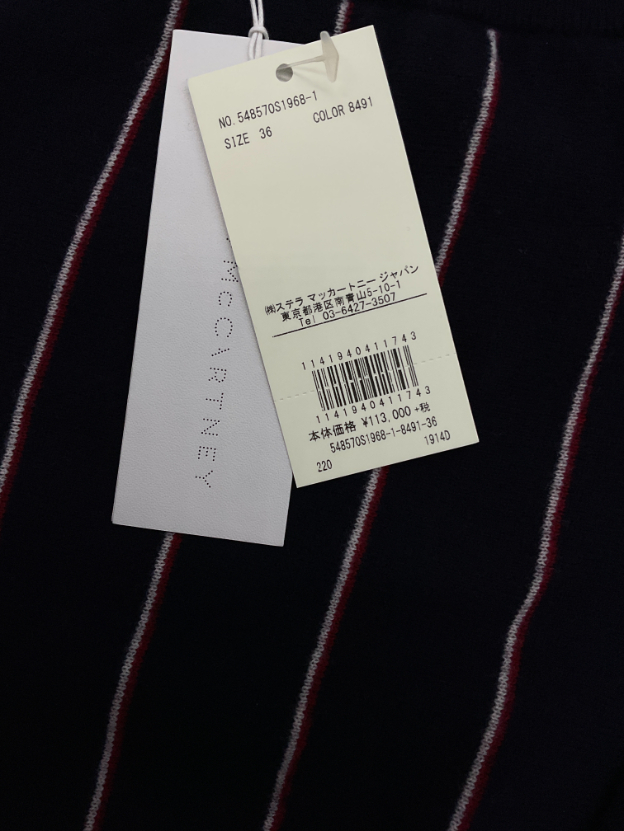 NO. 548570S1968-1
SIZE 36 COLOR 8491
McCARTNEY
㈱ステラ マッカートニー ジャパン
東京都港区南青山5-10-1
Tel 03-6427-3507
1141940411743
1141940411743
本体価格 ¥113,000 +税
548570S1968-1-8491-36
220 1914D